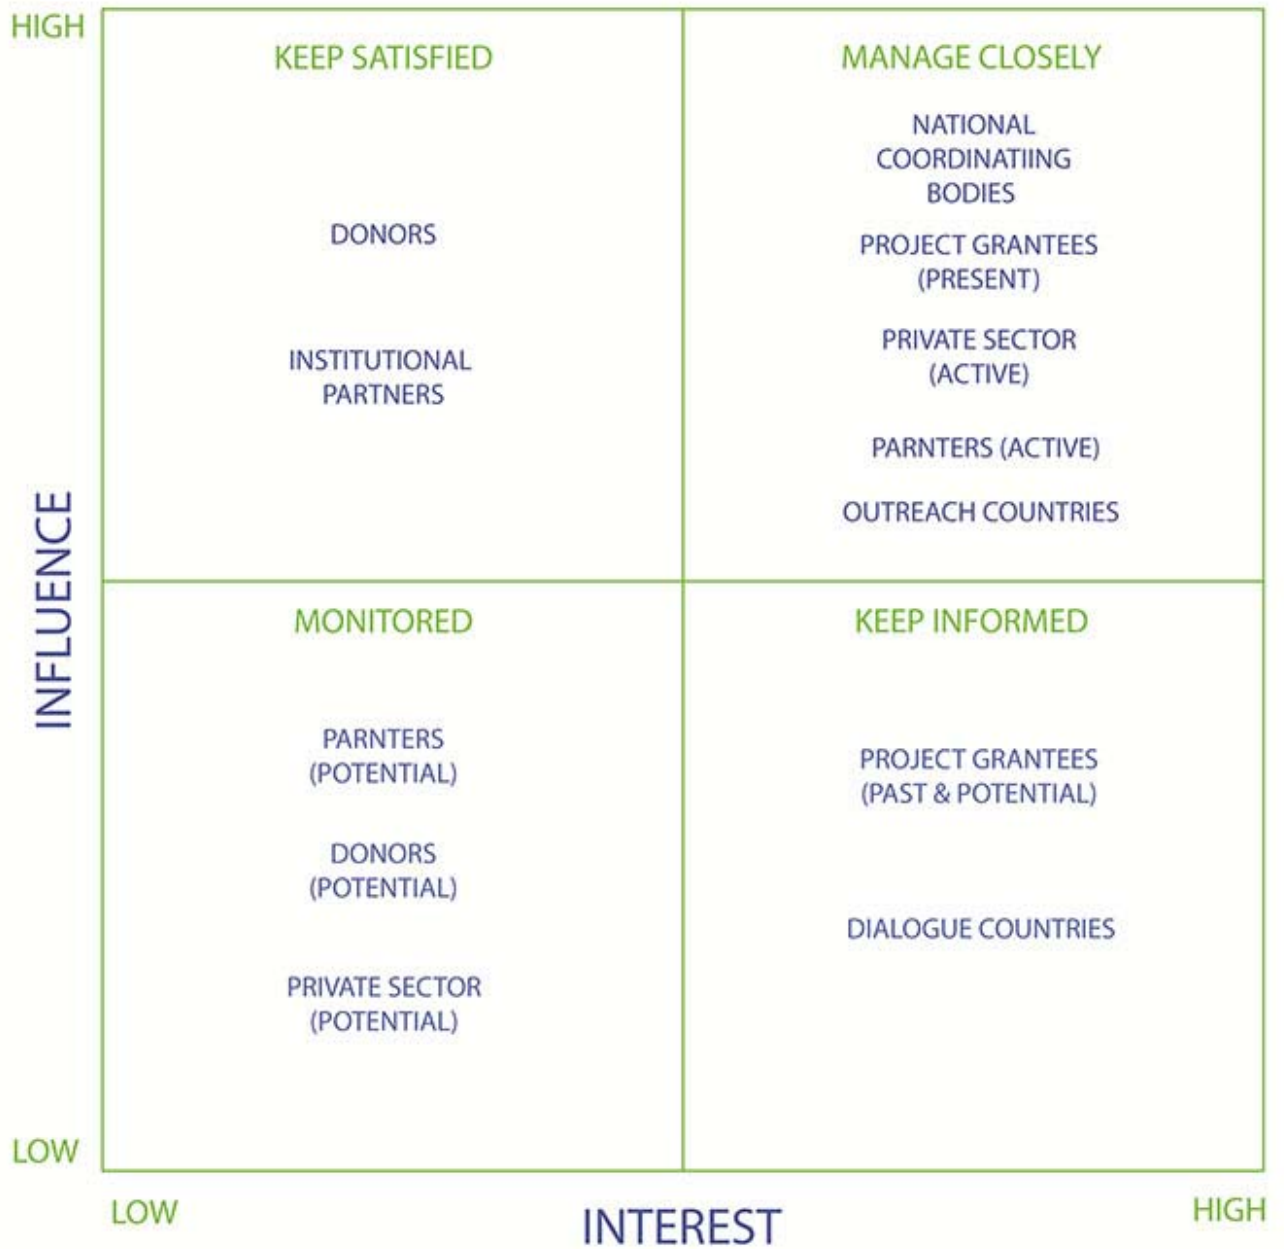 HIGH
KEEP SATISFIED
DONORS
INSTITUTIONAL
PARTNERS
MANAGE CLOSELY
NATIONAL
COORDINATIING
BODIES
PROJECT GRANTEES
(PRESENT)
PRIVATE SECTOR
(ACTIVE)
PARNTERS (ACTIVE)
OUTREACH COUNTRIES
INFLUENCE
MONITORED
PARNTERS
(POTENTIAL)
DONORS
(POTENTIAL)
PRIVATE SECTOR
(POTENTIAL)
KEEP INFORMED
PROJECT GRANTEES
(PAST & POTENTIAL)
DIALOGUE COUNTRIES
LOW
LOW
INTEREST
HIGH